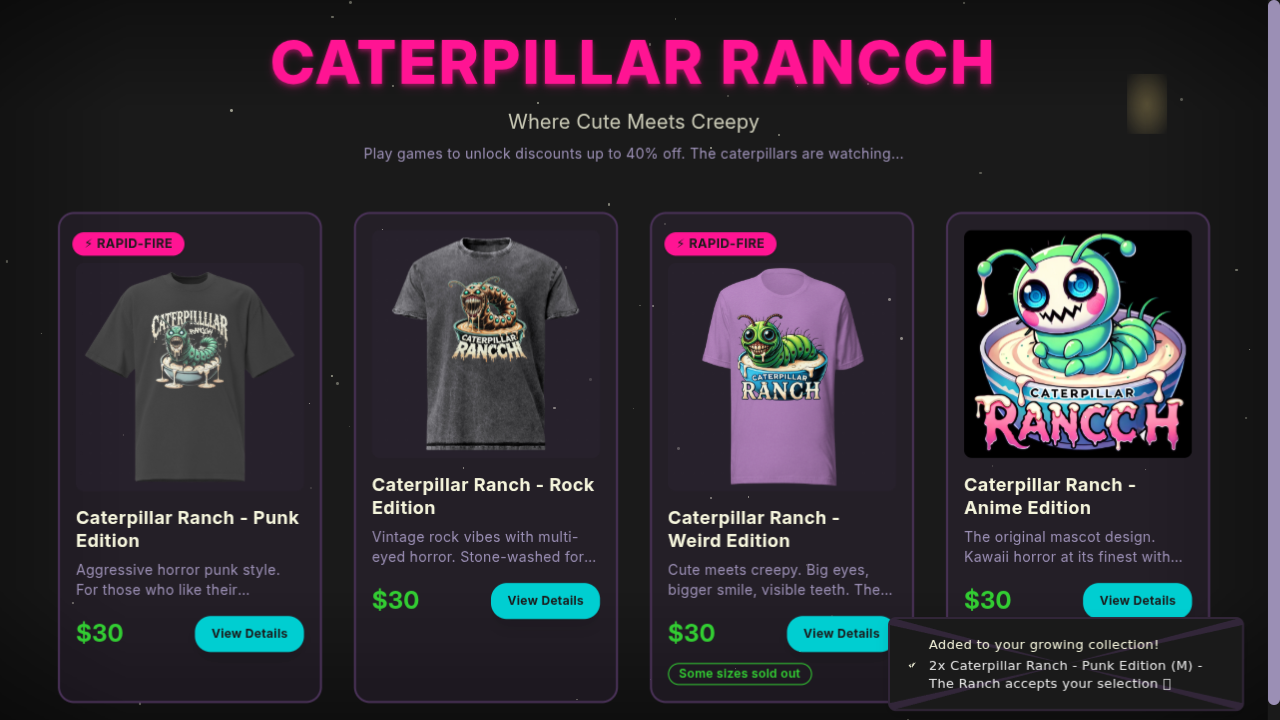 CATERPILLAR RANCCH
Where Cute Meets Creepy
Play games to unlock discounts up to 40% off. The caterpillars are watching...
⚡ RAPID-FIRE
CATERPILLLLAR
RANCCH
Caterpillar Ranch - Punk
Edition
Aggressive horror punk style.
For those who like their...
$30
View Details
CATERPILLAR
RANCCH
Caterpillar Ranch - Rock
Edition
Vintage rock vibes with multi-
eyed horror. Stone-washed for...
$30
View Details
⚡ RAPID-FIRE
CATERPILLAR
RANCH
Caterpillar Ranch -
Weird Edition
Cute meets creepy. Big eyes,
bigger smile, visible teeth. The...
$30
View Details
Some sizes sold out
CATERPILLAR
RANCCH
Caterpillar Ranch -
Anime Edition
The original mascot design.
Kawaii horror at its finest with...
$30
View Details
Added to your growing collection!
2x Caterpillar Ranch - Punk Edition (M) -
The Ranch accepts your selection